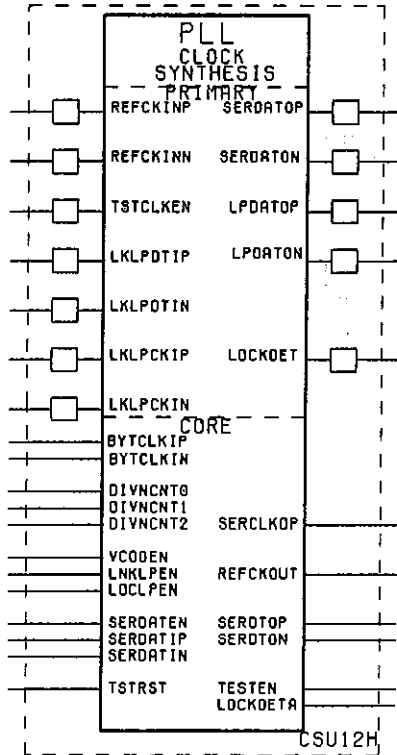 PLL
CLOCK
SYNTHESIS
PRIMARY
REFCKINP SERDATOP
REFCKINN SERDATON
TSTCLKEN LPDATOP
LKLPDTIP LPDATON
LKLPDTIN
LKLPCKIP LOCKDET
LKLPCKIN
CORE
BYTCLKIP
BYTCLKIN
DIVNCNT0
DIVNCNT1
DIVNCNT2 SERCLKOP
VCODEN
LNKLPEN REFCKOUT
LOCLPEN
SERDATEN SERDTOP
SERDATIP SERDTON
SERDATIN
TSTRST TESTEN
LOCKDETA
CSU12H